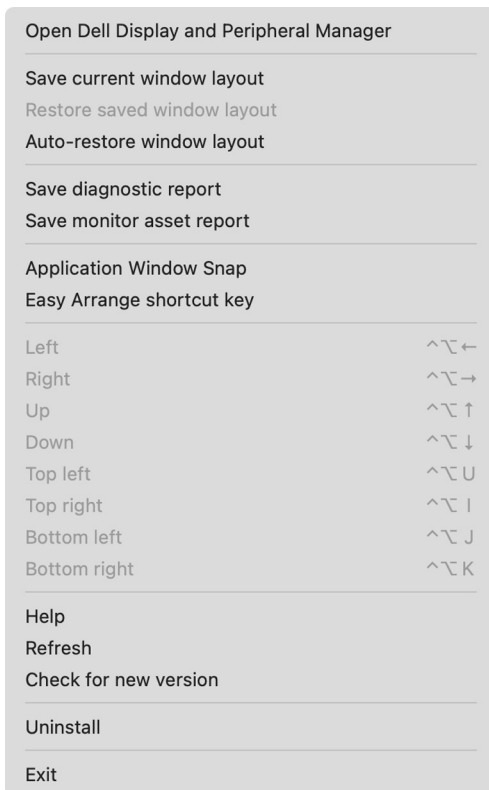 Open Dell Display and Peripheral Manager
Save current window layout
Restore saved window layout
Auto-restore window layout
Save diagnostic report
Save monitor asset report
Application Window Snap
Easy Arrange shortcut key
Left ^⌥←
Right ^⌥→
Up ^⌥↑
Down ^⌥↓
Top left ^⌥U
Top right ^⌥I
Bottom left ^⌥J
Bottom right ^⌥K
Help
Refresh
Check for new version
Uninstall
Exit